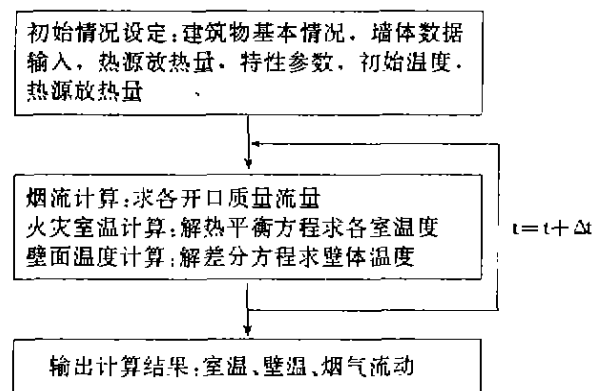 初始情况设定:建筑物基本情况，墙体数据
输入，热源放热量，特性参数，初始温度，
热源放热量
烟流计算:求各开口质量流量
火灾室温计算:解热平衡方程求各室温度
壁面温度计算:解差分方程求壁体温度
t=t+Δt
输出计算结果:室温、壁温、烟气流动